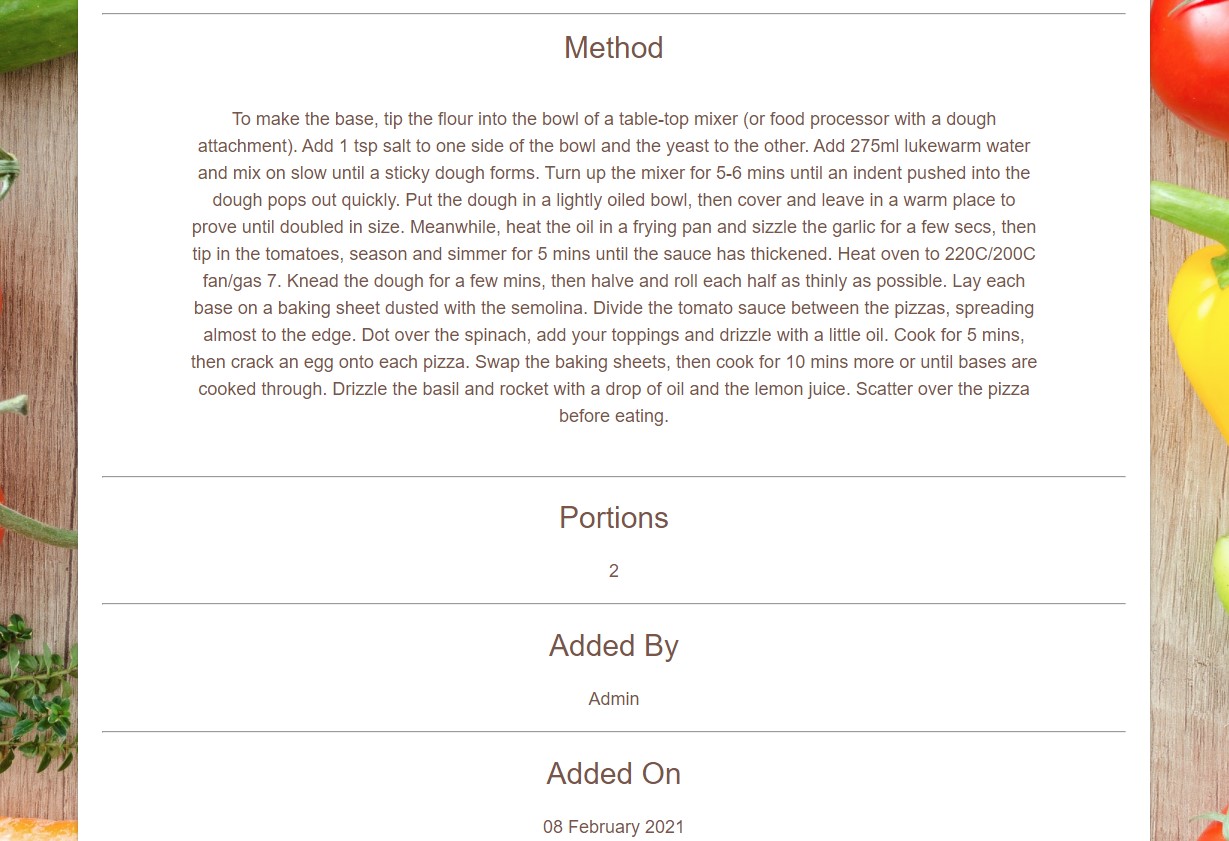 Method
To make the base, tip the flour into the bowl of a table-top mixer (or food processor with a dough
attachment). Add 1 tsp salt to one side of the bowl and the yeast to the other. Add 275ml lukewarm water
and mix on slow until a sticky dough forms. Turn up the mixer for 5-6 mins until an indent pushed into the
dough pops out quickly. Put the dough in a lightly oiled bowl, then cover and leave in a warm place to
prove until doubled in size. Meanwhile, heat the oil in a frying pan and sizzle the garlic for a few secs, then
tip in the tomatoes, season and simmer for 5 mins until the sauce has thickened. Heat oven to 220C/200C
fan/gas 7. Knead the dough for a few mins, then halve and roll each half as thinly as possible. Lay each
base on a baking sheet dusted with the semolina. Divide the tomato sauce between the pizzas, spreading
almost to the edge. Dot over the spinach, add your toppings and drizzle with a little oil. Cook for 5 mins,
then crack an egg onto each pizza. Swap the baking sheets, then cook for 10 mins more or until bases are
cooked through. Drizzle the basil and rocket with a drop of oil and the lemon juice. Scatter over the pizza
before eating.
Portions
2
Added By
Admin
Added On
08 February 2021